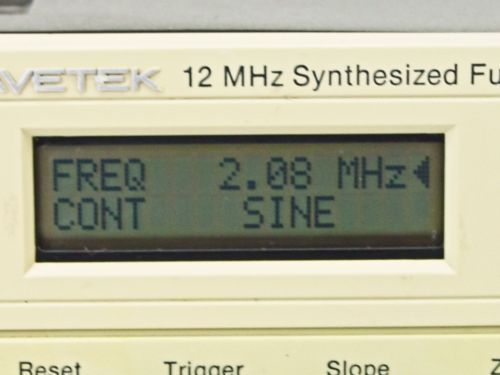 AVETEK 12 MHz Synthesized Fu
FREQ 2.08 MHz
CONT SINE
Reset Trigger Slope Z